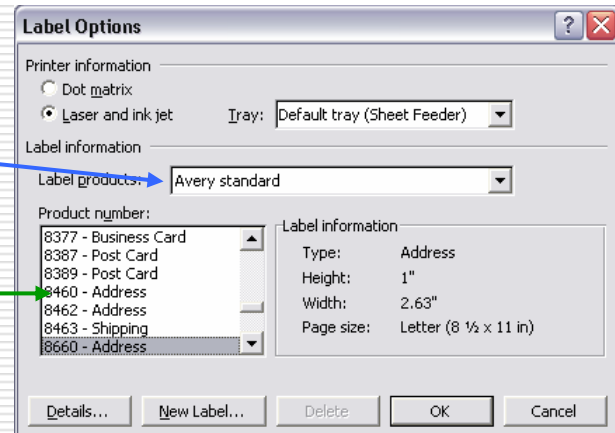 Label Options
Printer information
Dot matrix
Laser and ink jet Tray: Default tray (Sheet Feeder)
Label information
Label products: Avery standard
Product number:
8377 - Business Card
8387 - Post Card
8389 - Post Card
8460 - Address
8462 - Address
8463 - Shipping
8660 - Address
Label information
Type: Address
Height: 1"
Width: 2.63"
Page size: Letter (8 ½ x 11 in)
Details... New Label... Delete OK Cancel